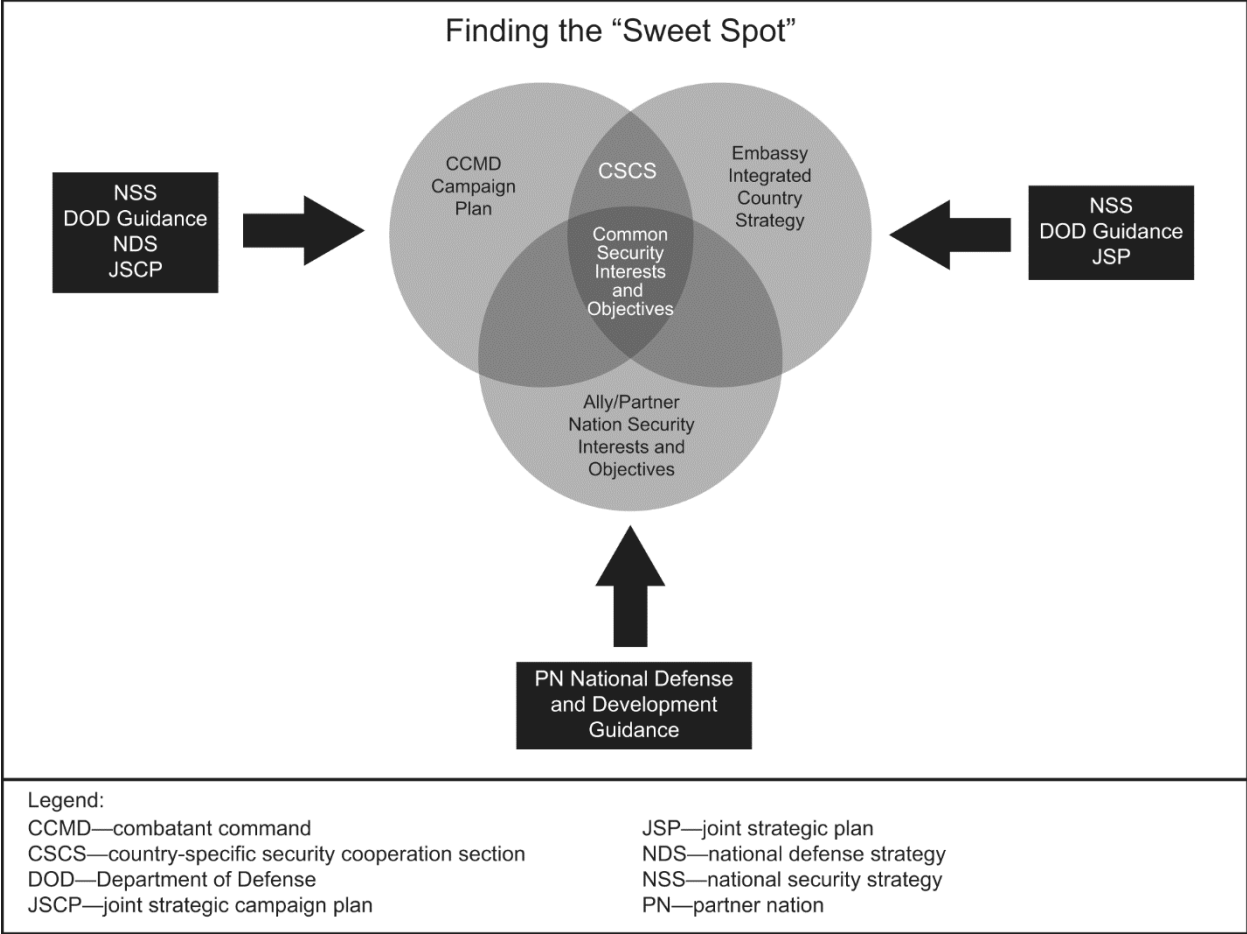 Finding the “Sweet Spot”
CCMD
Campaign
Plan
CSCS
Embassy
Integrated
Country
Strategy
NSS
DOD Guidance
NDS
JSCP
NSS
DOD Guidance
JSP
Common
Security
Interests
and
Objectives
Ally/Partner
Nation Security
Interests and
Objectives
PN National Defense
and Development
Guidance
Legend:
CCMD—combatant command
CSCS—country-specific security cooperation section
DOD—Department of Defense
JSCP—joint strategic campaign plan
JSP—joint strategic plan
NDS—national defense strategy
NSS—national security strategy
PN—partner nation